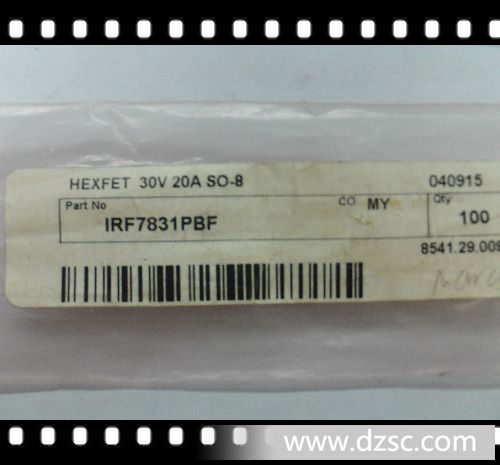 HEXFET 30V 20A SO-8 040915
Part No CO MY Qty
IRF7831PBF 100
8541.29.009
www.dzsc.com